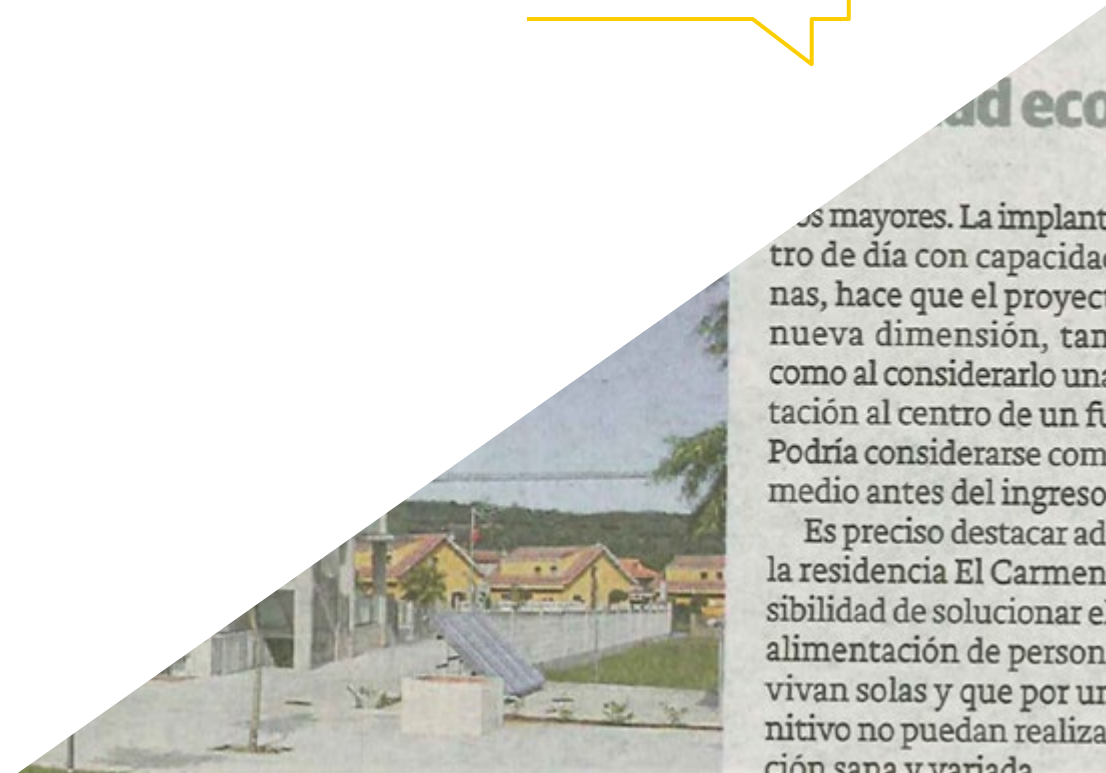 ad eco
os mayores. La implant
tro de día con capacidad
nas, hace que el proyect
nueva dimensión, tan
como al considerarlo una
tación al centro de un fu
Podría considerarse com
medio antes del ingreso
Es preciso destacar ad
la residencia El Carmen
sibilidad de solucionar el
alimentación de person
vivan solas y que por un
nitivo no puedan realiza
ción sana y variada